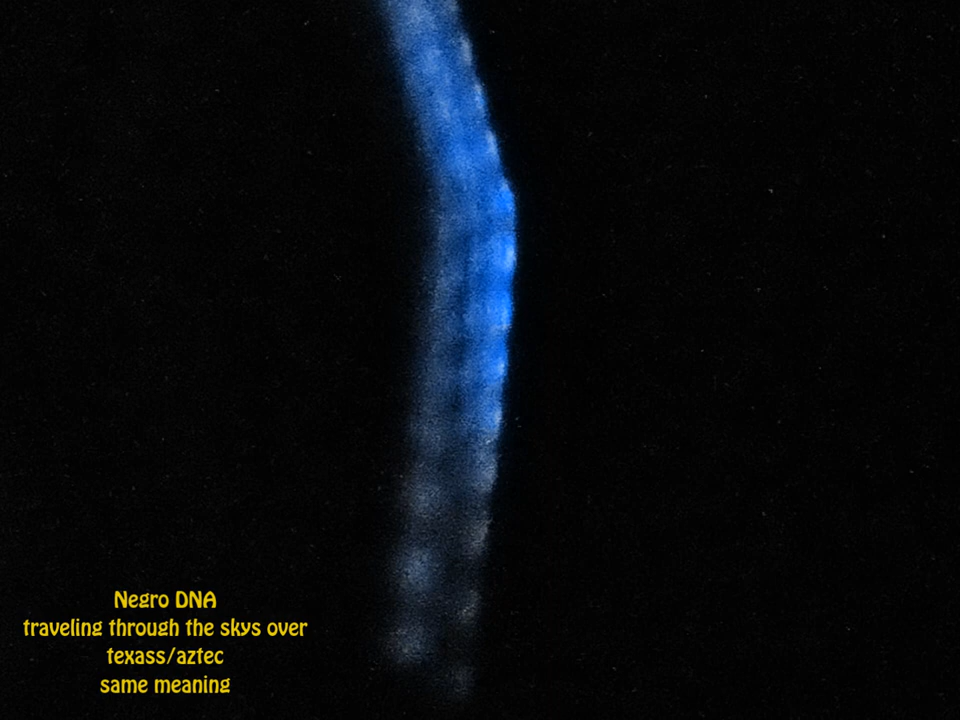 Negro DNA
traveling through the skys over
texass/aztec
same meaning